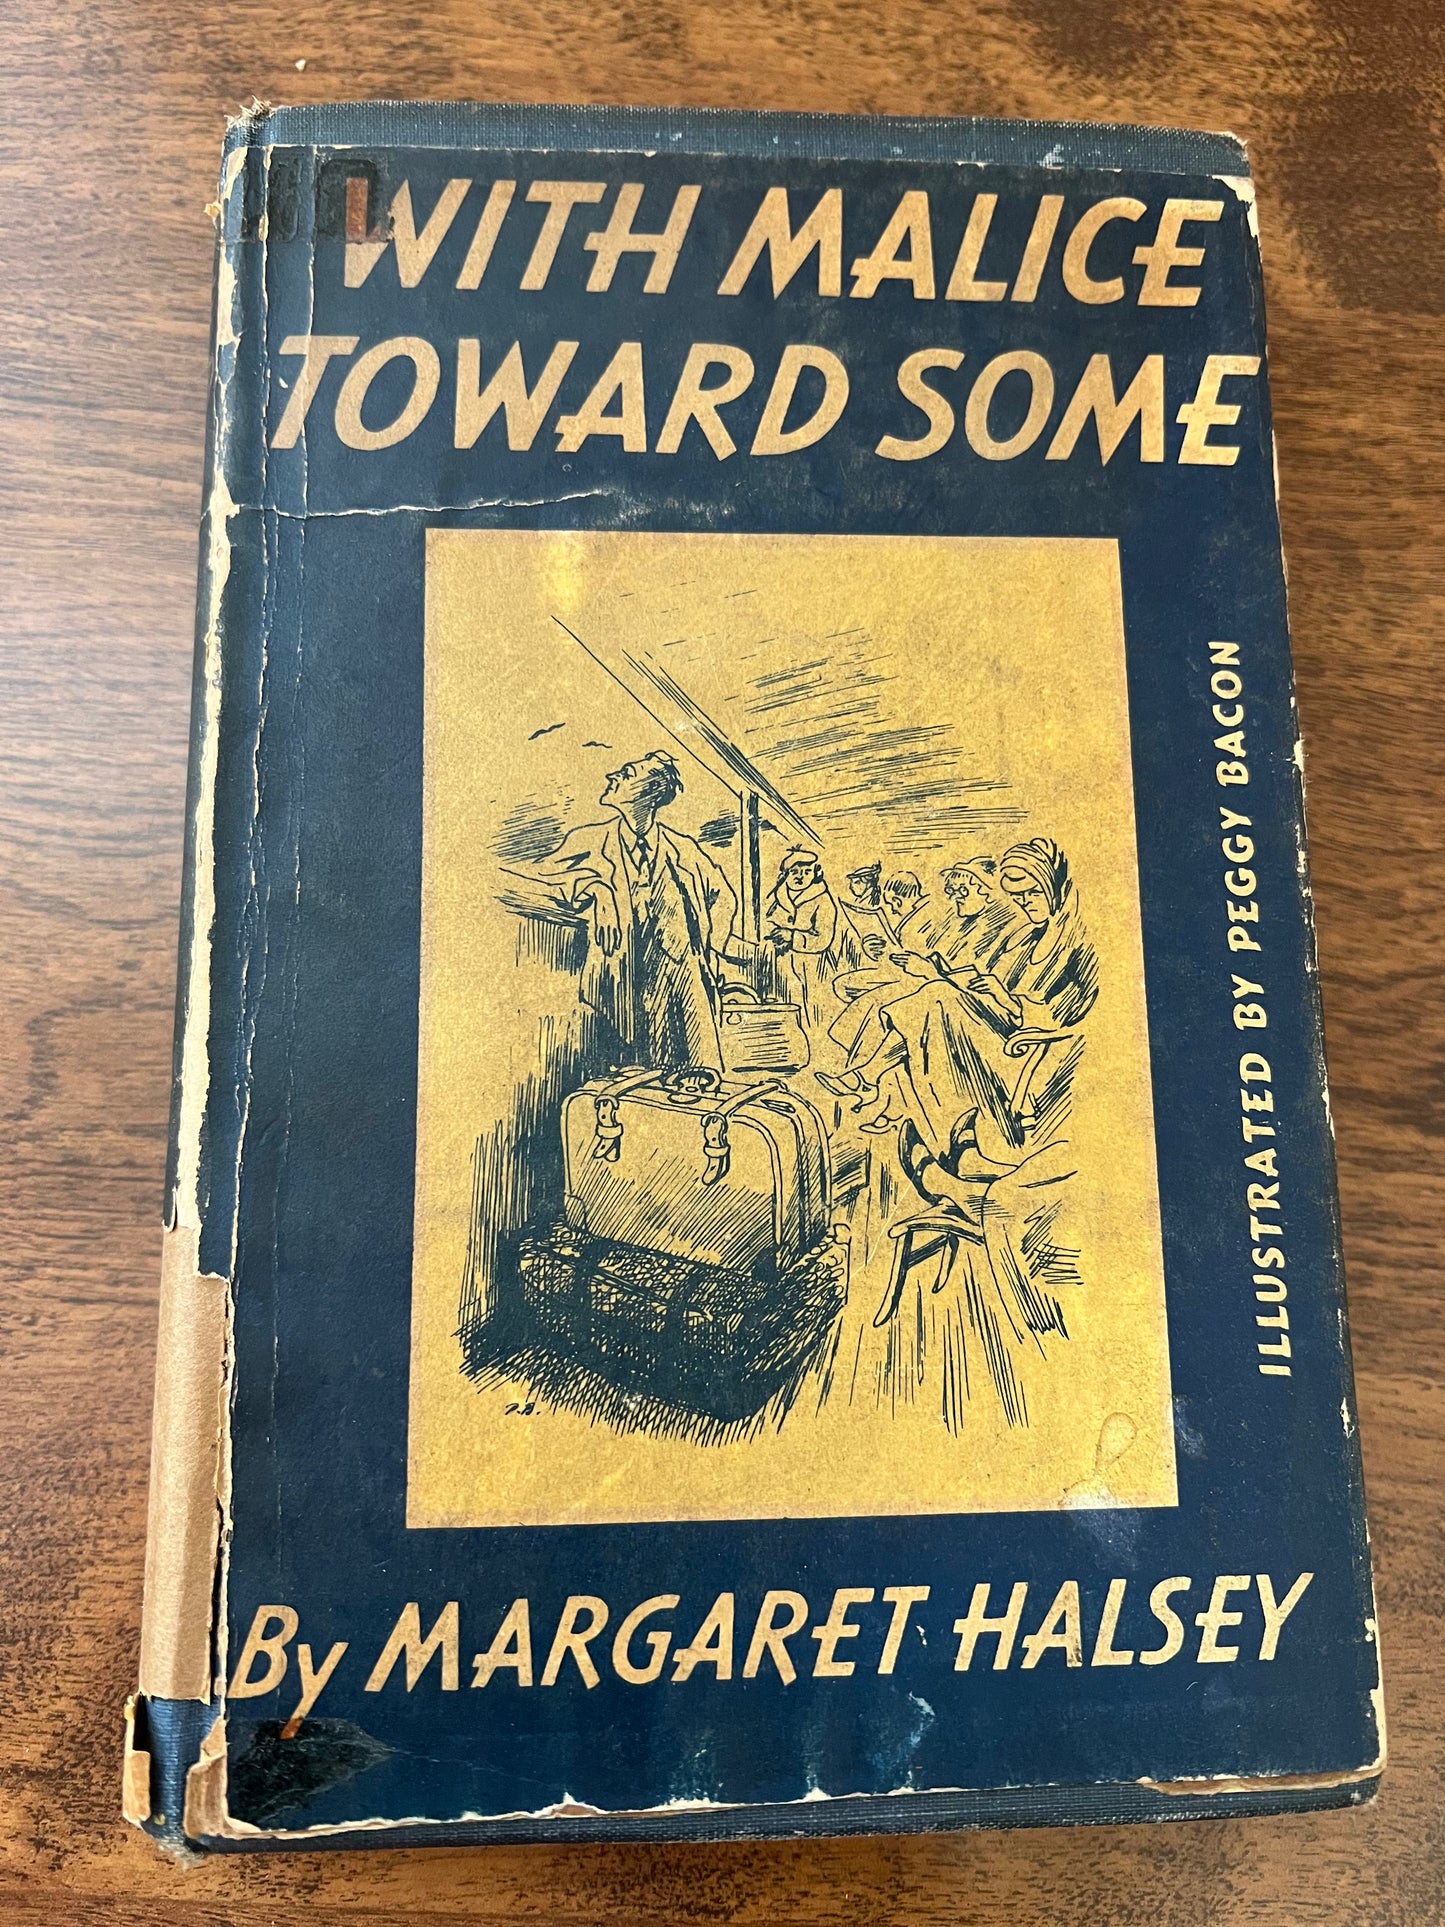 WITH MALICE
TOWARD SOME
ILLUSTRATED BY PEGGY BACON
P.B.
By MARGARET HALSEY